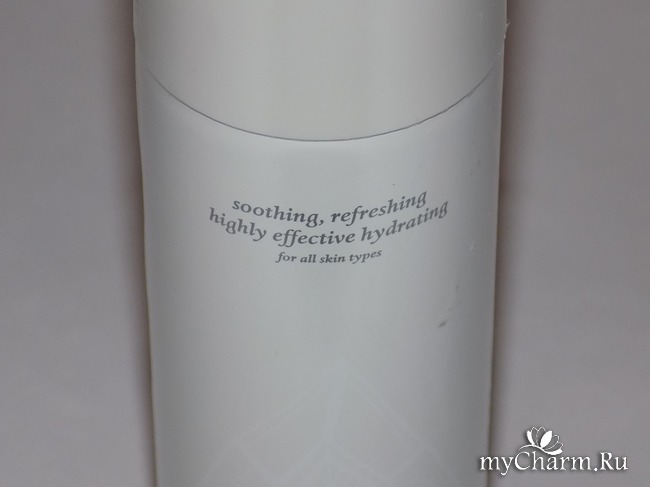 soothing, refreshing
highly effective hydrating
for all skin types
myCharm.Ru